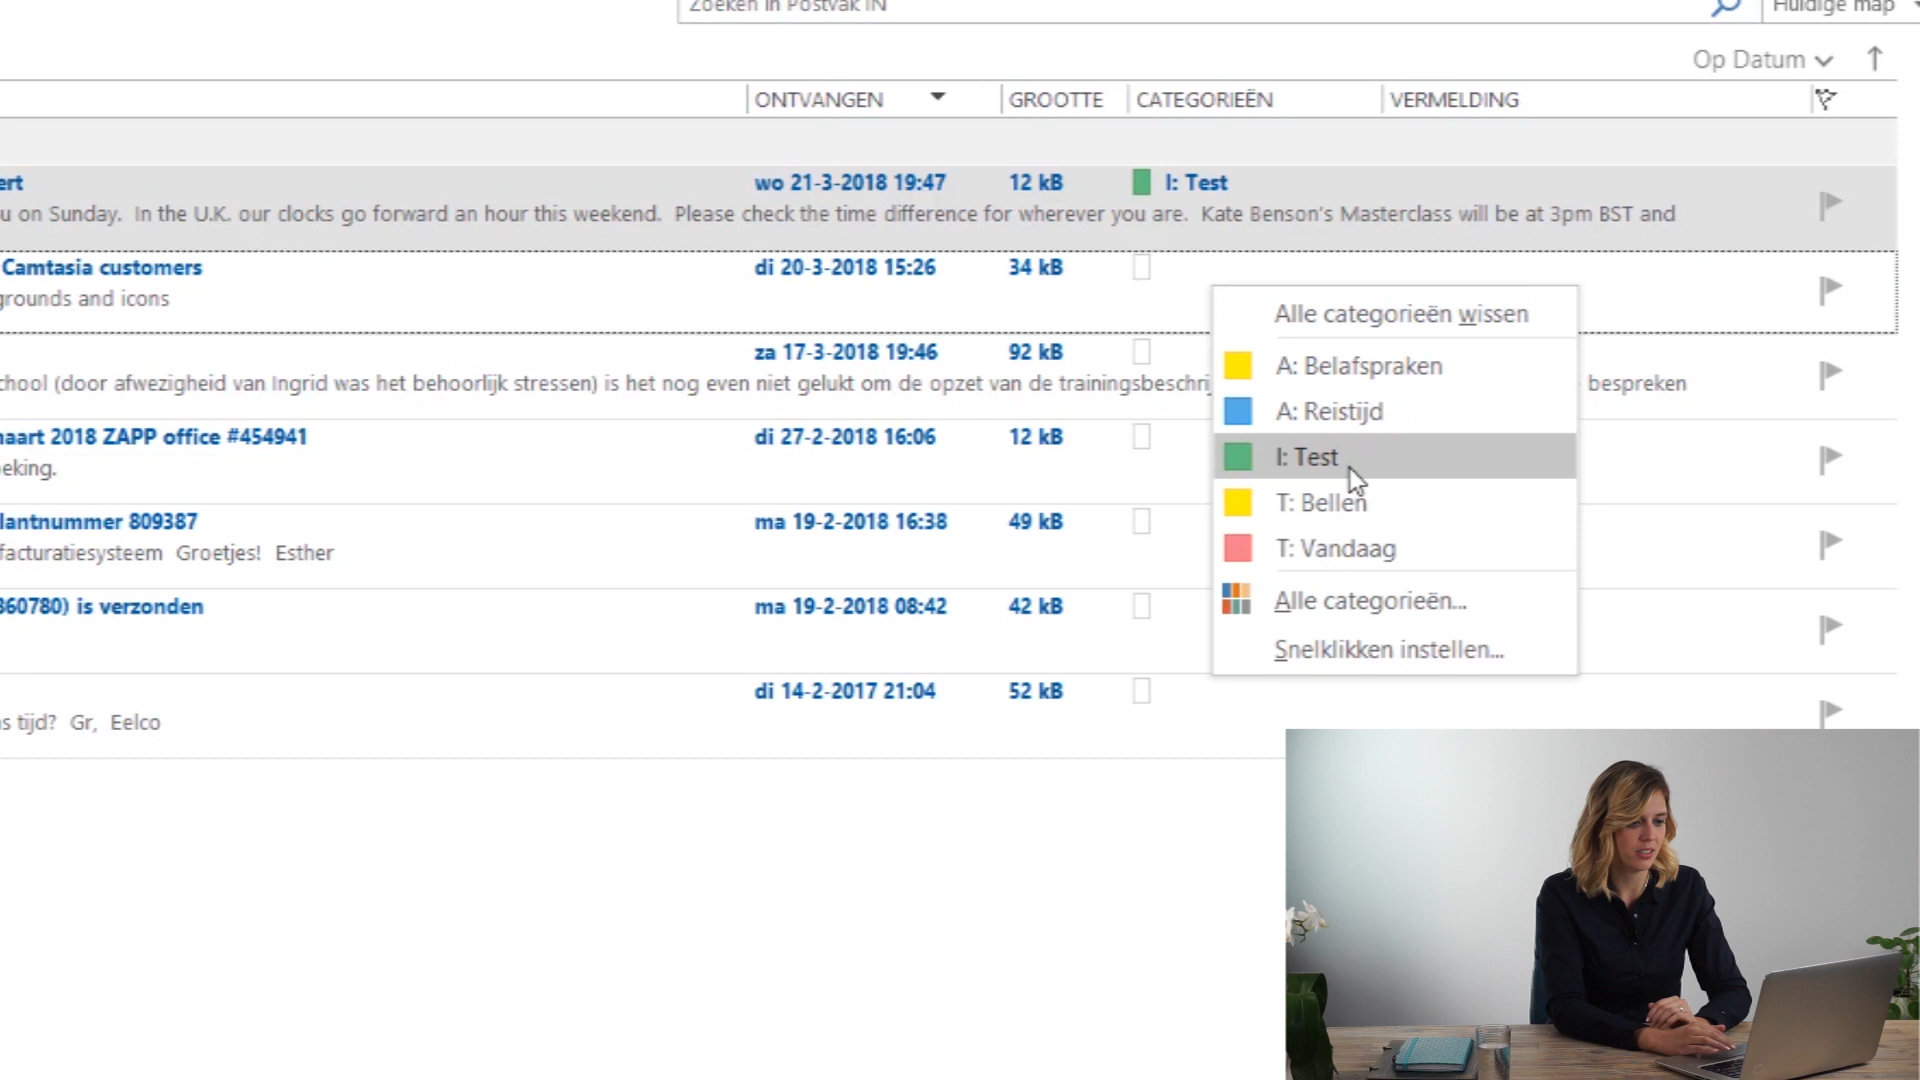 Zoeken in Postvak IN
Huidige map
Op Datum
ONTVANGEN GROOTTE CATEGORIEËN VERMELDING
ert wo 21-3-2018 19:47 12 kB I: Test
u on Sunday. In the U.K. our clocks go forward an hour this weekend. Please check the time difference for wherever you are. Kate Benson's Masterclass will be at 3pm BST and
Camtasia customers di 20-3-2018 15:26 34 kB
grounds and icons
za 17-3-2018 19:46 92 kB
chool (door afwezigheid van Ingrid was het behoorlijk stressen) is het nog even niet gelukt om de opzet van de trainingsbeschri bespreken
naart 2018 ZAPP office #454941 di 27-2-2018 16:06 12 kB
eking.
lantnummer 809387 ma 19-2-2018 16:38 49 kB
facturatiesysteem Groetjes! Esther
360780) is verzonden ma 19-2-2018 08:42 42 kB
di 14-2-2017 21:04 52 kB
s tijd? Gr, Eelco
Alle categorieën wissen
A: Belafspraken
A: Reistijd
I: Test
T: Bellen
T: Vandaag
Alle categorieën...
Snelklikken instellen...